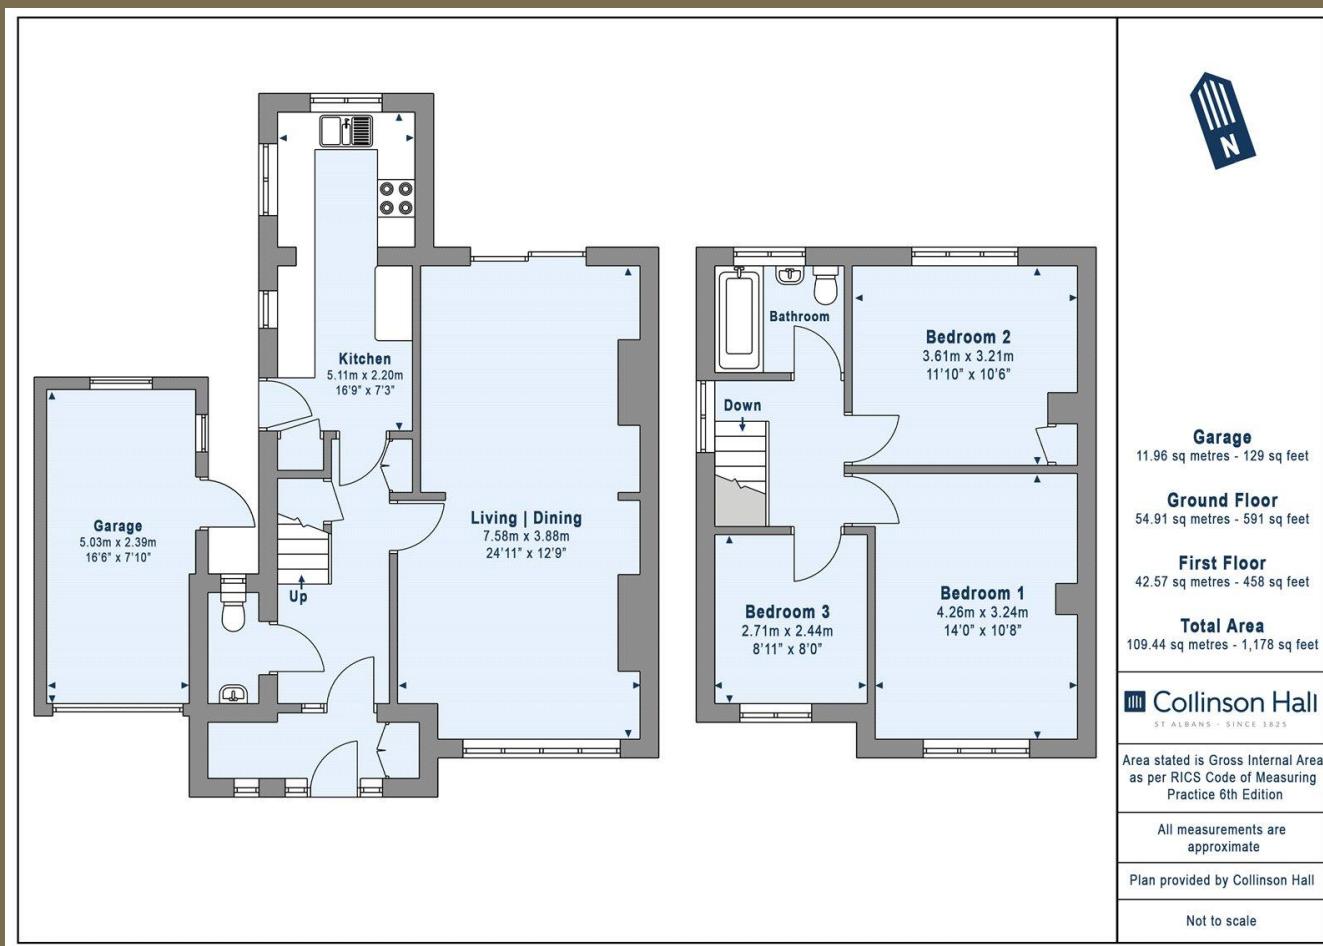 Kitchen
5.11m x 2.20m
16'9" x 7'3"
Garage
5.03m x 2.39m
16'6" x 7'10"
Living | Dining
7.58m x 3.88m
24'11" x 12'9"
Up
Bathroom
Bedroom 2
3.61m x 3.21m
11'10" x 10'6"
Down
Bedroom 1
4.26m x 3.24m
14'0" x 10'8"
Bedroom 3
2.71m x 2.44m
8'11" x 8'0"
N
Garage
11.96 sq metres - 129 sq feet
Ground Floor
54.91 sq metres - 591 sq feet
First Floor
42.57 sq metres - 458 sq feet
Total Area
109.44 sq metres - 1,178 sq feet
Collinson Hall
ST ALBANS · SINCE 1825
Area stated is Gross Internal Area
as per RICS Code of Measuring
Practice 6th Edition
All measurements are
approximate
Plan provided by Collinson Hall
Not to scale